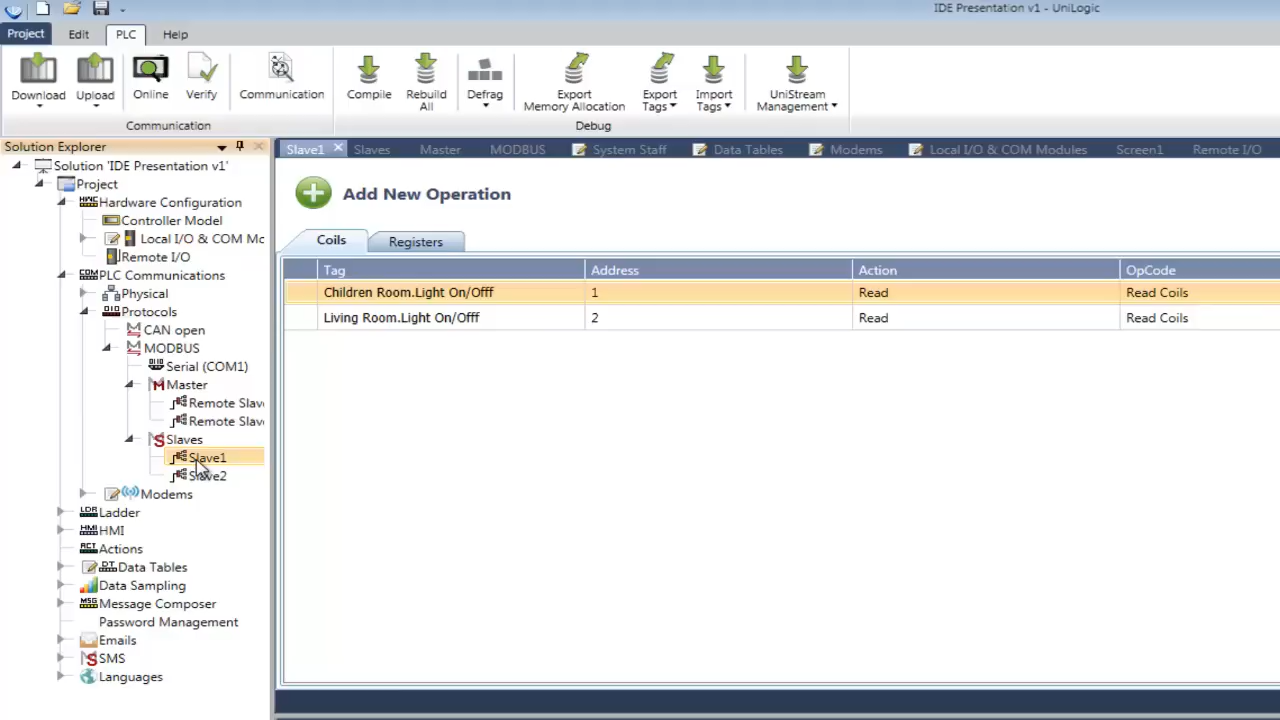 IDE Presentation v1 - UniLogic
Project Edit PLC Help
Download Upload Online Verify Communication Compile Rebuild All Defrag Export Memory Allocation Export Tags Import Tags UniStream Management
Communication Debug
Solution Explorer
Slave1 Slaves Master MODBUS System Staff Data Tables Modems Local I/O & COM Modules Screen1 Remote I/O
Solution 'IDE Presentation v1'
Project
Hardware Configuration
Controller Model
Local I/O & COM Mc
Remote I/O
PLC Communications
Physical
Protocols
CAN open
MODBUS
Serial (COM1)
Master
Remote Slav
Remote Slav
Slaves
Slave1
Slave2
Modems
Ladder
HMI
Actions
Data Tables
Data Sampling
Message Composer
Password Management
Emails
SMS
Languages
Add New Operation
Coils Registers
Tag Address Action OpCode
Children Room.Light On/Offf 1 Read Read Coils
Living Room.Light On/Offf 2 Read Read Coils